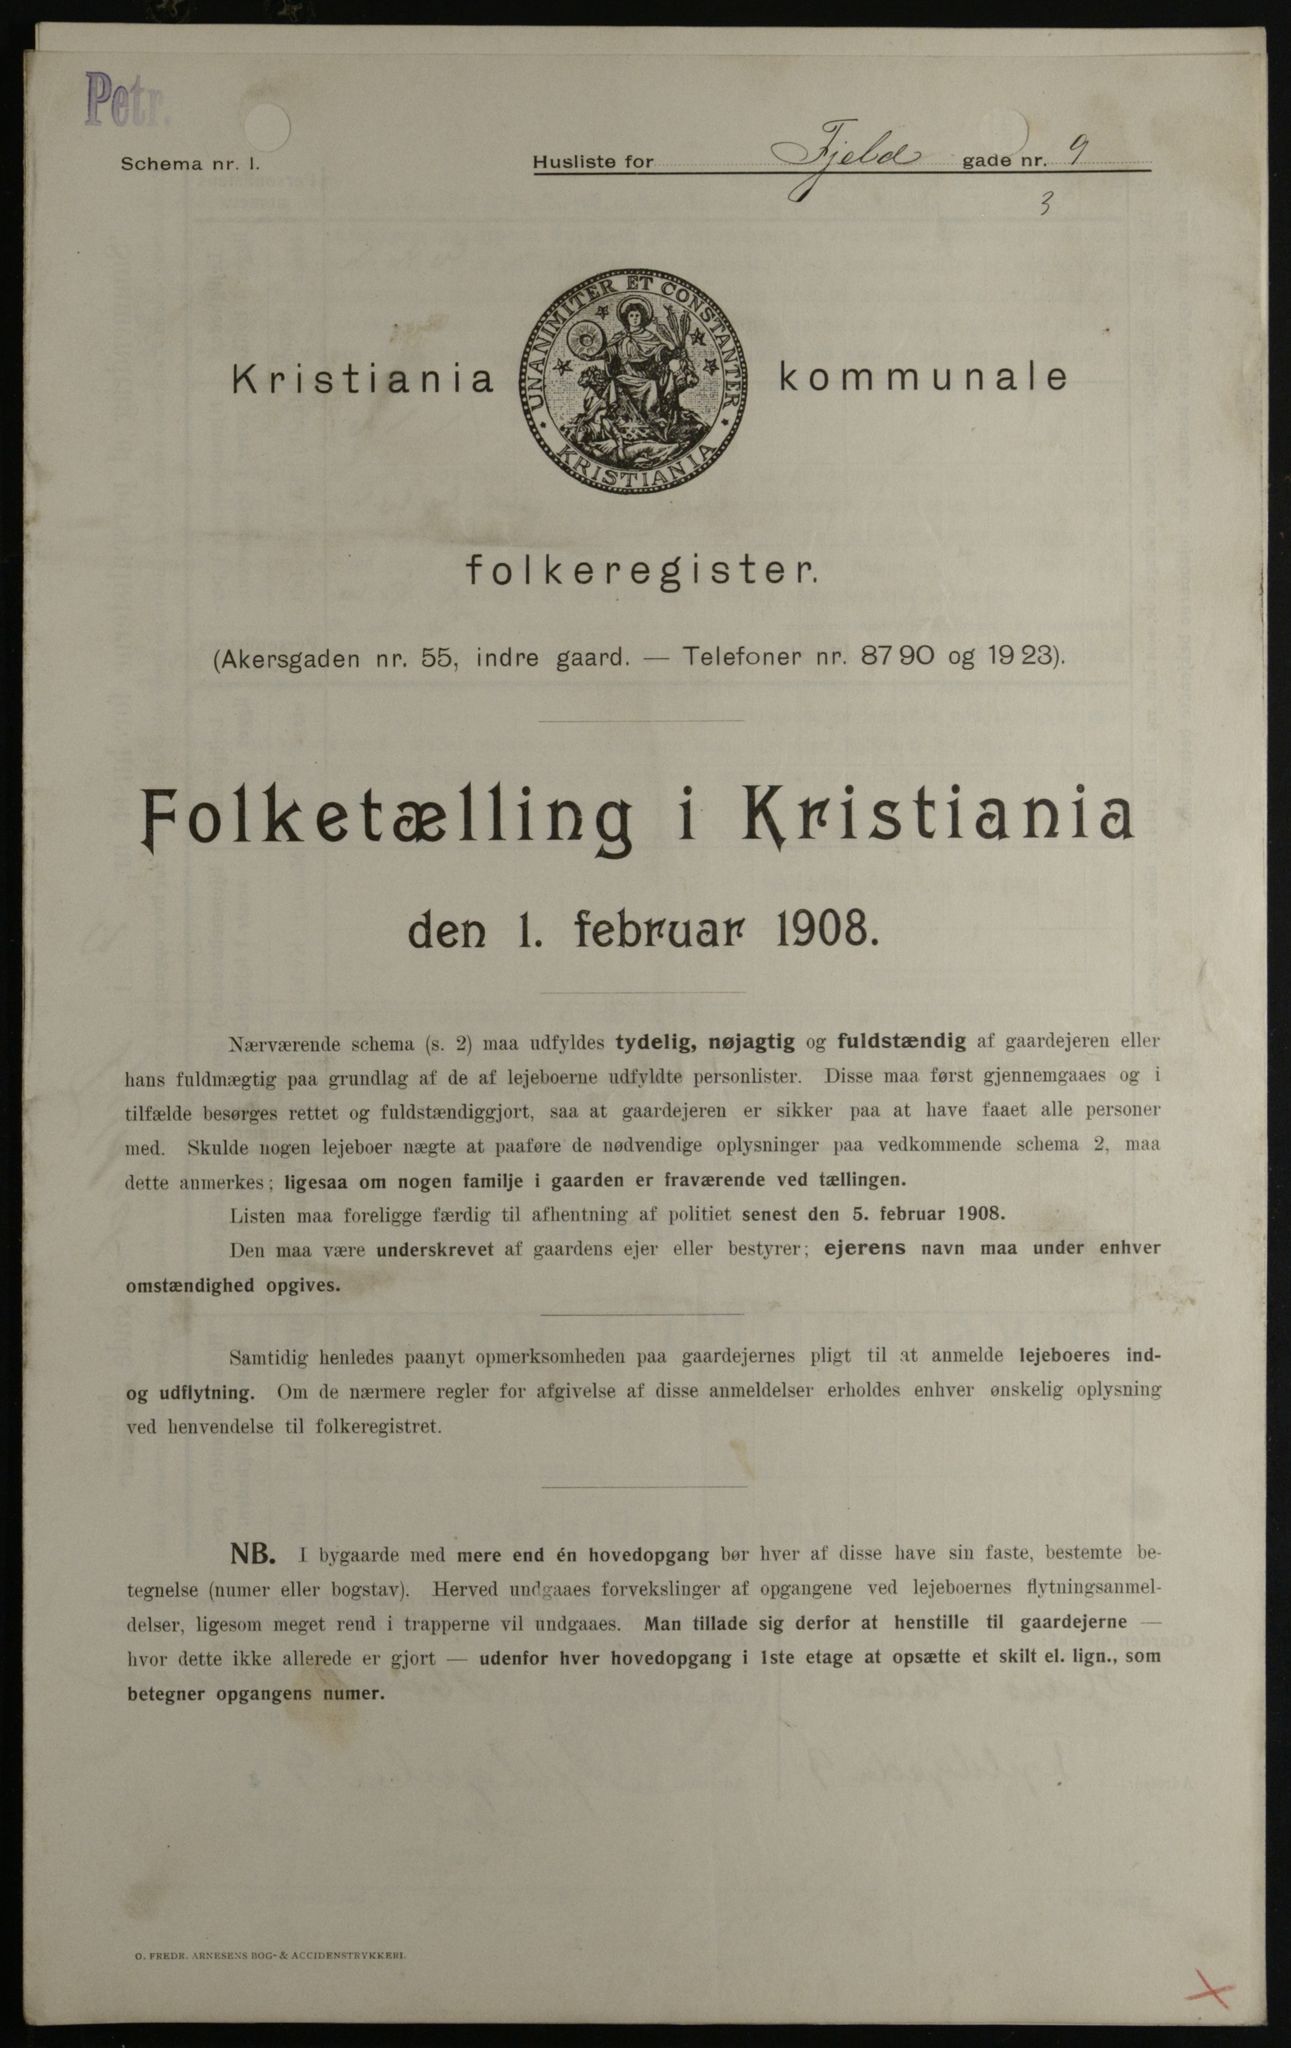 Petr.
Schema nr. 1.
Husliste for Fjeld gade nr. 9
3
UNANIMITER ET CONSTANTER
KRISTIANIA
Kristiania kommunale
folkeregister.
(Akersgaden nr. 55, indre gaard. — Telefoner nr. 8790 og 1923).
Folketælling i Kristiania
den 1. februar 1908.
Nærværende schema (s. 2) maa udfyldes tydelig, nøjagtig og fuldstændig af gaardejeren eller
hans fuldmægtig paa grundlag af de af lejeboerne udfyldte personlister. Disse maa først gjennemgaaes og i
tilfælde besørges rettet og fuldstændiggjort, saa at gaardejeren er sikker paa at have faaet alle personer
med. Skulde nogen lejeboer nægte at paaføre de nødvendige oplysninger paa vedkommende schema 2, maa
dette anmerkes; ligesaa om nogen familje i gaarden er fraværende ved tællingen.
Listen maa foreligge færdig til afhentning af politiet senest den 5. februar 1908.
Den maa være underskrevet af gaardens ejer eller bestyrer; ejerens navn maa under enhver
omstændighed opgives.
Samtidig henledes paanyt opmerksomheden paa gaardejernes pligt til at anmelde lejeboeres ind-
og udflytning. Om de nærmere regler for afgivelse af disse anmeldelser erholdes enhver ønskelig oplysning
ved henvendelse til folkeregistret.
NB. I bygaarde med mere end én hovedopgang bør hver af disse have sin faste, bestemte be-
tegnelse (numer eller bogstav). Herved undgaaes forvekslinger af opgangene ved lejeboernes flytningsanmel-
delser, ligesom meget rend i trapperne vil undgaaes. Man tillade sig derfor at henstille til gaardejerne —
hvor dette ikke allerede er gjort — udenfor hver hovedopgang i 1ste etage at opsætte et skilt el. lign., som
betegner opgangens numer.
O. FREDR. ARNESENS BOG- & ACCIDENSTRYKKERI.